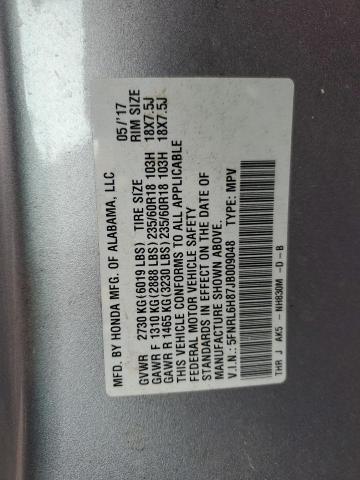 MFD. BY HONDA MFG. OF ALABAMA, LLC 05/'17
TIRE SIZE RIM SIZE
GVWR 2730 KG(6019 LBS)
GAWR F 1310 KG(2888 LBS) 235/60R18 103H 18X7.5J
GAWR R 1465 KG(3230 LBS) 235/60R18 103H 18X7.5J
THIS VEHICLE CONFORMS TO ALL APPLICABLE
FEDERAL MOTOR VEHICLE SAFETY
STANDARDS IN EFFECT ON THE DATE OF
MANUFACTURE SHOWN ABOVE.
V.I.N.: 5FNRL6H87JB009048 TYPE: MPV
THR J AK5 - NH830M -D -B